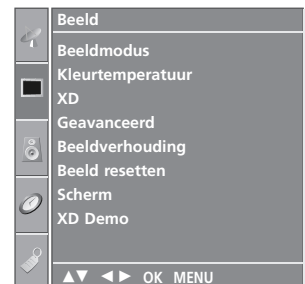 Beeld
Beeldmodus
Kleurtemperatuur
XD
Geavanceerd
Beeldverhouding
Beeld resetten
Scherm
XD Demo
▲▼ ◄► OK MENU